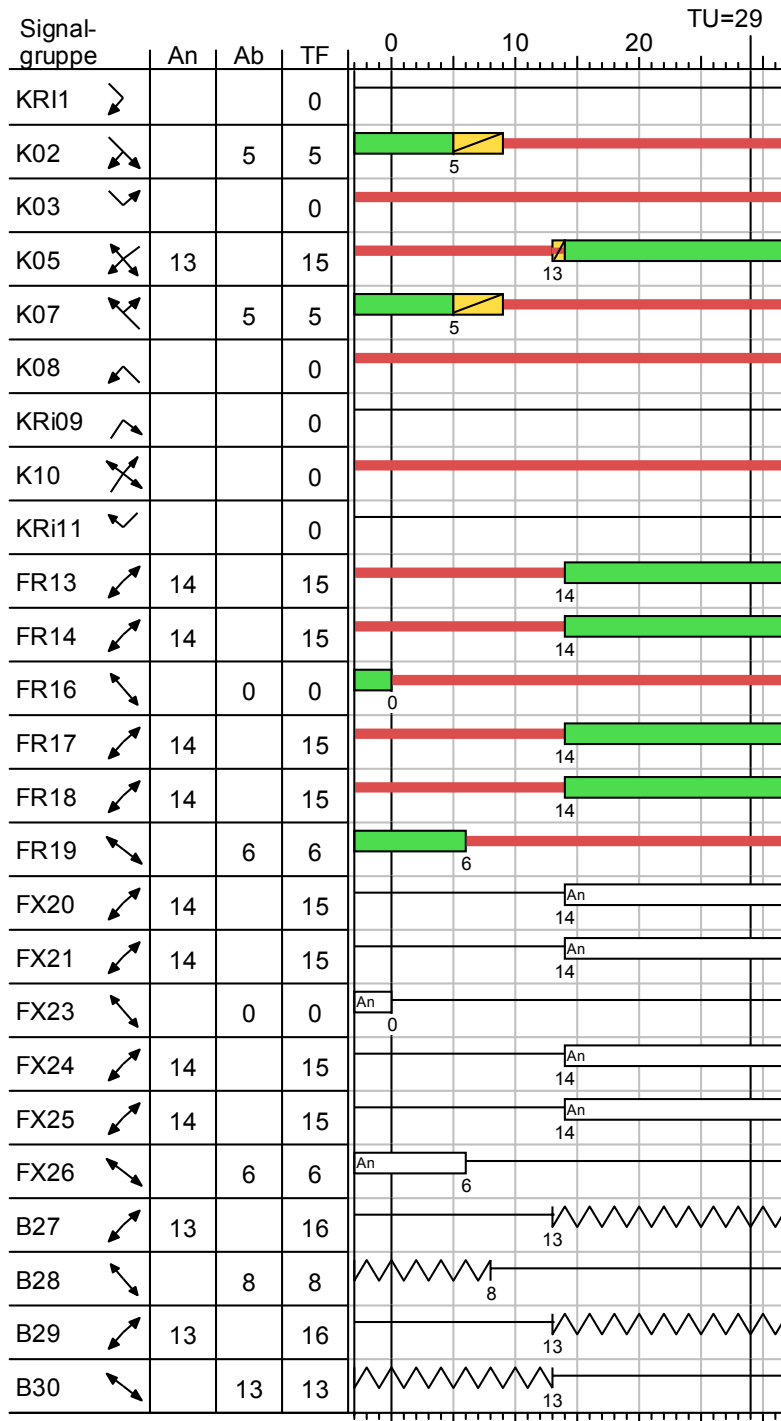 TU=29
Signal-
gruppe An Ab TF 0 10 20
KRI1 0
K02 5 5 5
K03 0
K05 13 15 13
K07 5 5 5
K08 0
KRi09 0
K10 0
KRi11 0
FR13 14 15 14
FR14 14 15 14
FR16 0 0 0
FR17 14 15 14
FR18 14 15 14
FR19 6 6 6
FX20 14 15 An 14
FX21 14 15 An 14
FX23 0 0 An 0
FX24 14 15 An 14
FX25 14 15 An 14
FX26 6 6 An 6
B27 13 16 13
B28 8 8 8
B29 13 16 13
B30 13 13 13